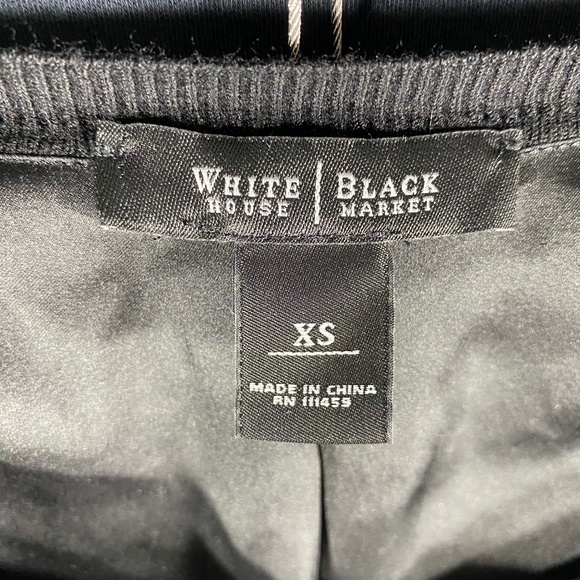 WHITE | BLACK
HOUSE | MARKET
XS
MADE IN CHINA
RN 111459